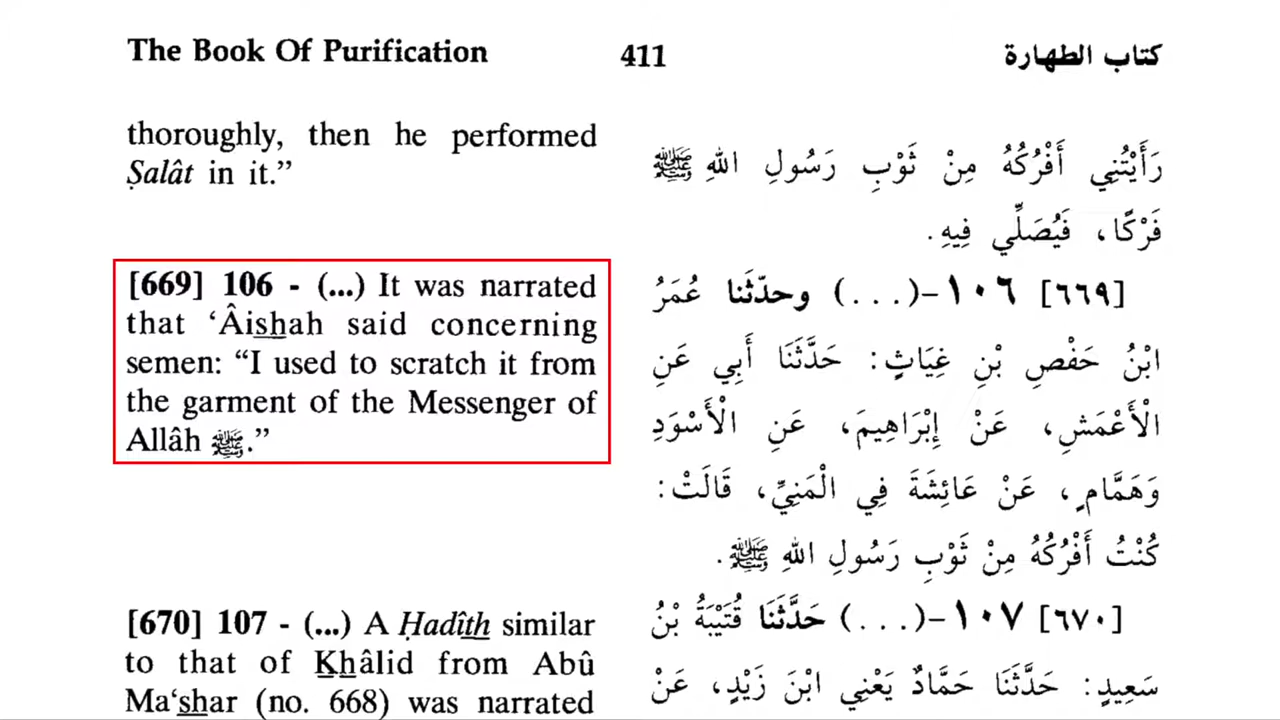 The Book Of Purification 411 كتاب الطهارة
thoroughly, then he performed
Ṣalât in it.”
[669] 106 - (...) It was narrated
that ‘Âishah said concerning
semen: “I used to scratch it from
the garment of the Messenger of
Allâh ﷺ.”
[670] 107 - (...) A Ḥadîth similar
to that of Khâlid from Abû
Ma‘shar (no. 668) was narrated
رَأَيْتُنِي أَفْرُكُهُ مِنْ ثَوْبِ رَسُولِ اللهِ ﷺ
فَرْكًا، فَيُصَلِّي فِيهِ.
[٦٦٩] ١٠٦-(...) وحدّثَنا عُمَرُ
ابْنُ حَفْصِ بْنِ غِيَاثٍ: حَدَّثَنَا أَبِي عَنِ
الْأَعْمَشِ، عَنْ إِبْرَاهِيمَ، عَنِ الْأَسْوَدِ
وَهَمَّامٍ، عَنْ عَائِشَةَ فِي الْمَنِيِّ، قَالَتْ:
كُنْتُ أَفْرُكُهُ مِنْ ثَوْبِ رَسُولِ اللهِ ﷺ.
[٦٧٠] ١٠٧-(...) حَدَّثَنَا قُتَيْبَةُ بْنُ
سَعِيدٍ: حَدَّثَنَا حَمَّادٌ يَعْنِي ابْنَ زَيْدٍ، عَنْ